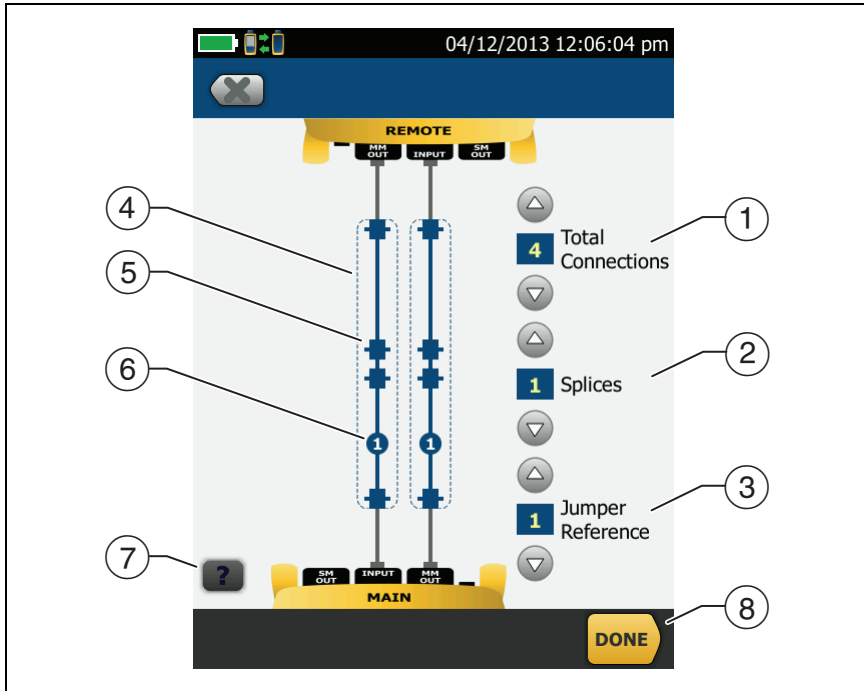 04/12/2013 12:06:04 pm
REMOTE
MM OUT
INPUT
SM OUT
4
1
5
4 Total Connections
6
2
1 Splices
1
1
3
1 Jumper Reference
7
?
SM OUT
INPUT
MM OUT
MAIN
8
DONE